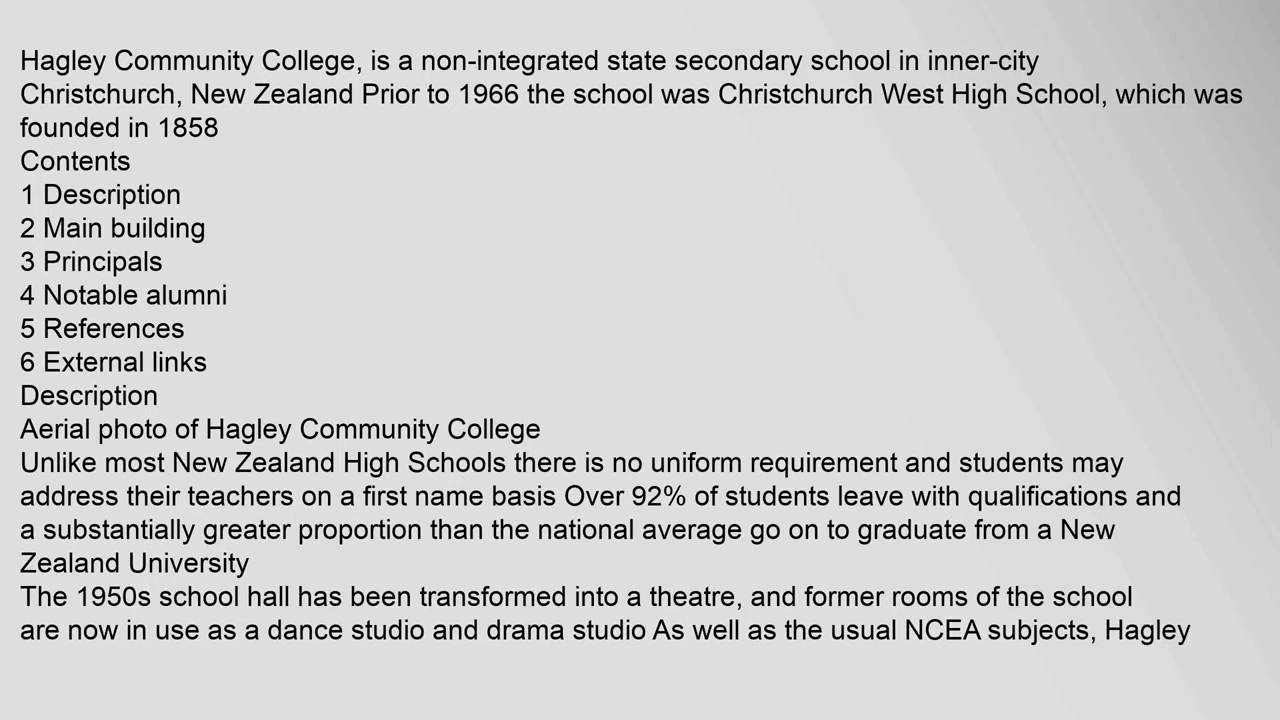 Hagley Community College, is a non-integrated state secondary school in inner-city
Christchurch, New Zealand Prior to 1966 the school was Christchurch West High School, which was
founded in 1858
Contents
1 Description
2 Main building
3 Principals
4 Notable alumni
5 References
6 External links
Description
Aerial photo of Hagley Community College
Unlike most New Zealand High Schools there is no uniform requirement and students may
address their teachers on a first name basis Over 92% of students leave with qualifications and
a substantially greater proportion than the national average go on to graduate from a New
Zealand University
The 1950s school hall has been transformed into a theatre, and former rooms of the school
are now in use as a dance studio and drama studio As well as the usual NCEA subjects, Hagley